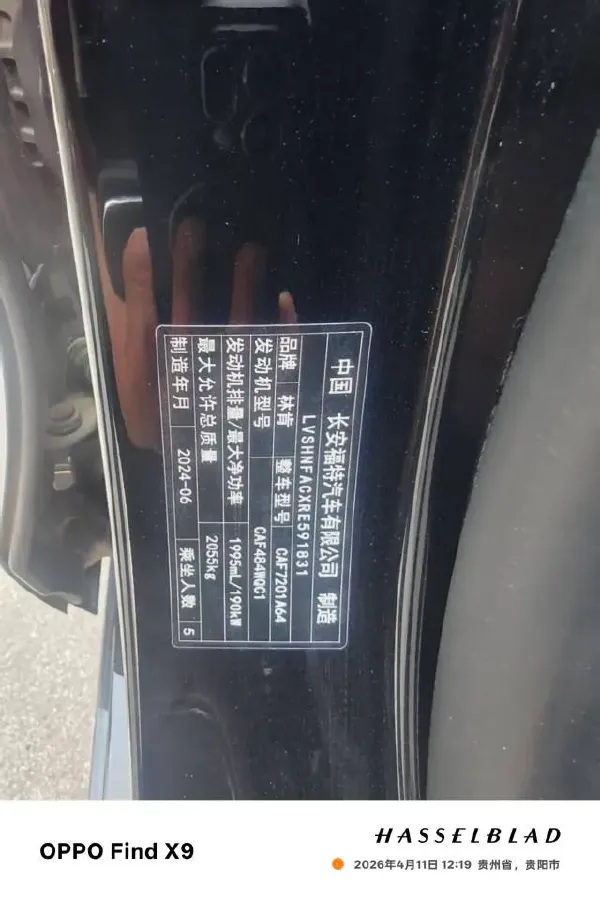 中国 长安福特汽车有限公司 制造
LVSHNFACXRE591831
品牌 林肯 整车型号 CAF7201A64
发动机型号 CAF484WQC1
发动机排量/最大净功率 1995mL/190kW
最大允许总质量 2055kg
制造年月 2024-06 乘坐人数 5
OPPO Find X9
HASSELBLAD
2026年4月11日 12:19 贵州省，贵阳市